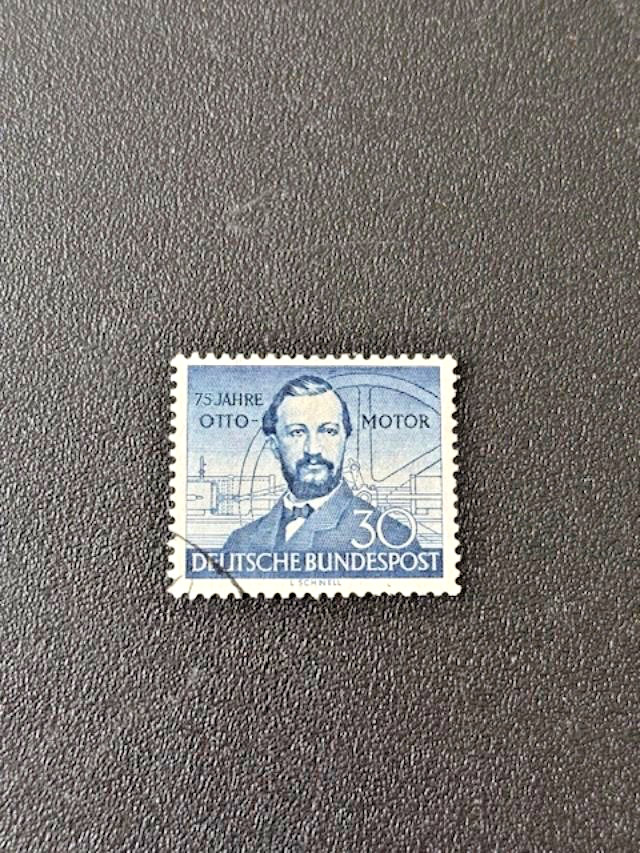 75 JAHRE
OTTO-MOTOR
30
DEUTSCHE BUNDESPOST
L SCHNELL